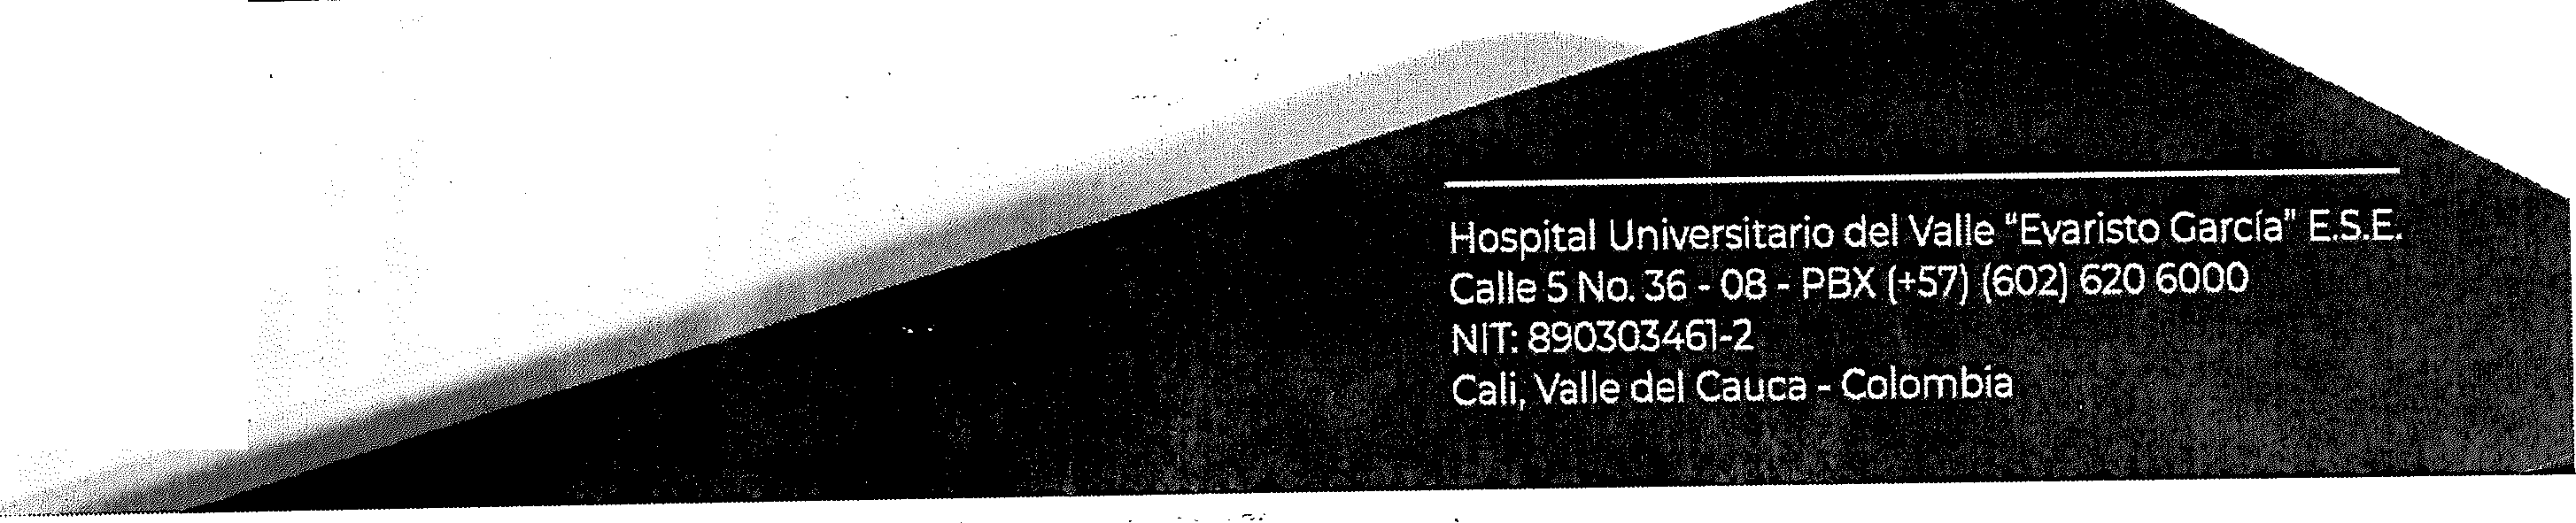 Hospital Universitario del Valle "Evaristo García" E.S.E.
Calle 5 No. 36 - 08 - PBX (+57) (602) 620 6000
NIT: 890303461-2
Cali, Valle del Cauca - Colombia